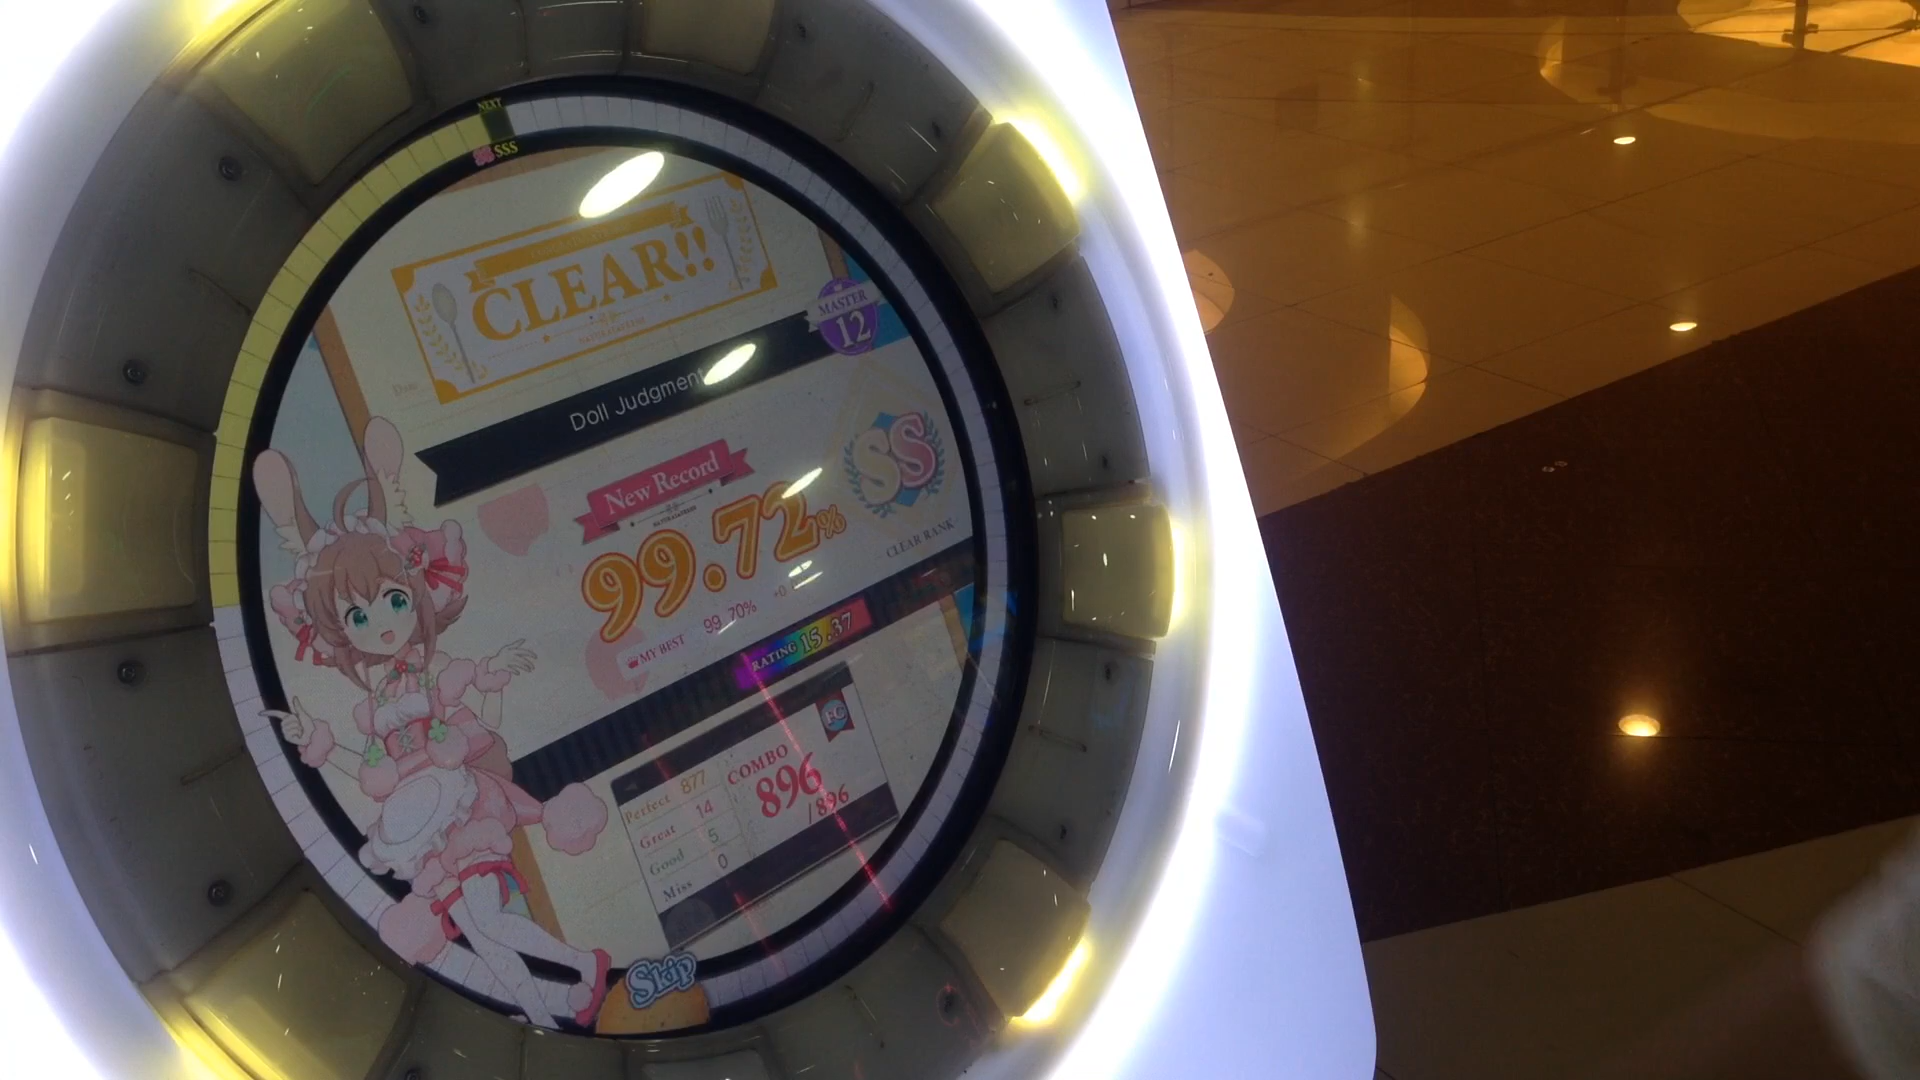 NEXT
SSS
CLEAR!!
MASTER
12
Doll Judgment
New Record
99.72%
SS
CLEAR RANK
MY BEST 99.70% +0
RATING 15.37
FC
Perfect 877
Great 14
Good 5
Miss 0
COMBO
896
/896
Skip